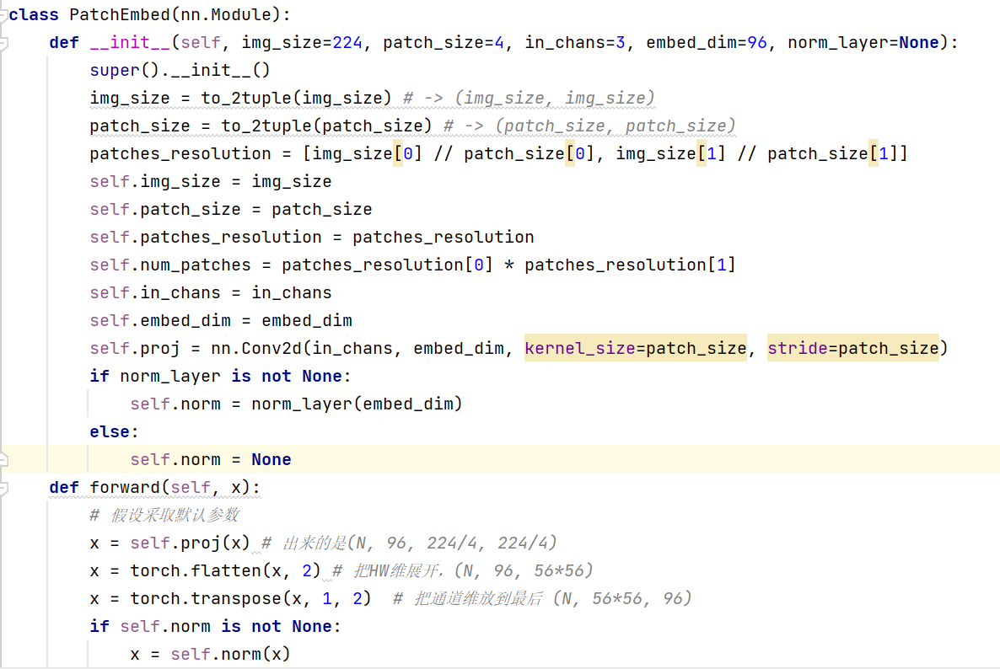 class PatchEmbed(nn.Module):
    def __init__(self, img_size=224, patch_size=4, in_chans=3, embed_dim=96, norm_layer=None):
        super().__init__()
        img_size = to_2tuple(img_size) # -> (img_size, img_size)
        patch_size = to_2tuple(patch_size) # -> (patch_size, patch_size)
        patches_resolution = [img_size[0] // patch_size[0], img_size[1] // patch_size[1]]
        self.img_size = img_size
        self.patch_size = patch_size
        self.patches_resolution = patches_resolution
        self.num_patches = patches_resolution[0] * patches_resolution[1]
        self.in_chans = in_chans
        self.embed_dim = embed_dim
        self.proj = nn.Conv2d(in_chans, embed_dim, kernel_size=patch_size, stride=patch_size)
        if norm_layer is not None:
            self.norm = norm_layer(embed_dim)
        else:
            self.norm = None
    def forward(self, x):
        # 假设采取默认参数
        x = self.proj(x) # 出来的是(N, 96, 224/4, 224/4)
        x = torch.flatten(x, 2) # 把HW维展开，(N, 96, 56*56)
        x = torch.transpose(x, 1, 2)  # 把通道维放到最后 (N, 56*56, 96)
        if self.norm is not None:
            x = self.norm(x)